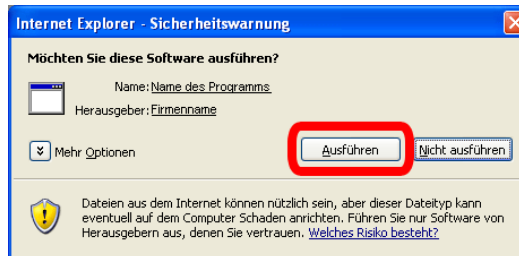 Internet Explorer - Sicherheitswarnung
Möchten Sie diese Software ausführen?
Name: Name des Programms
Herausgeber: Firmenname
Mehr Optionen
Ausführen
Nicht ausführen
Dateien aus dem Internet können nützlich sein, aber dieser Dateityp kann
eventuell auf dem Computer Schaden anrichten. Führen Sie nur Software von
Herausgebern aus, denen Sie vertrauen. Welches Risiko besteht?